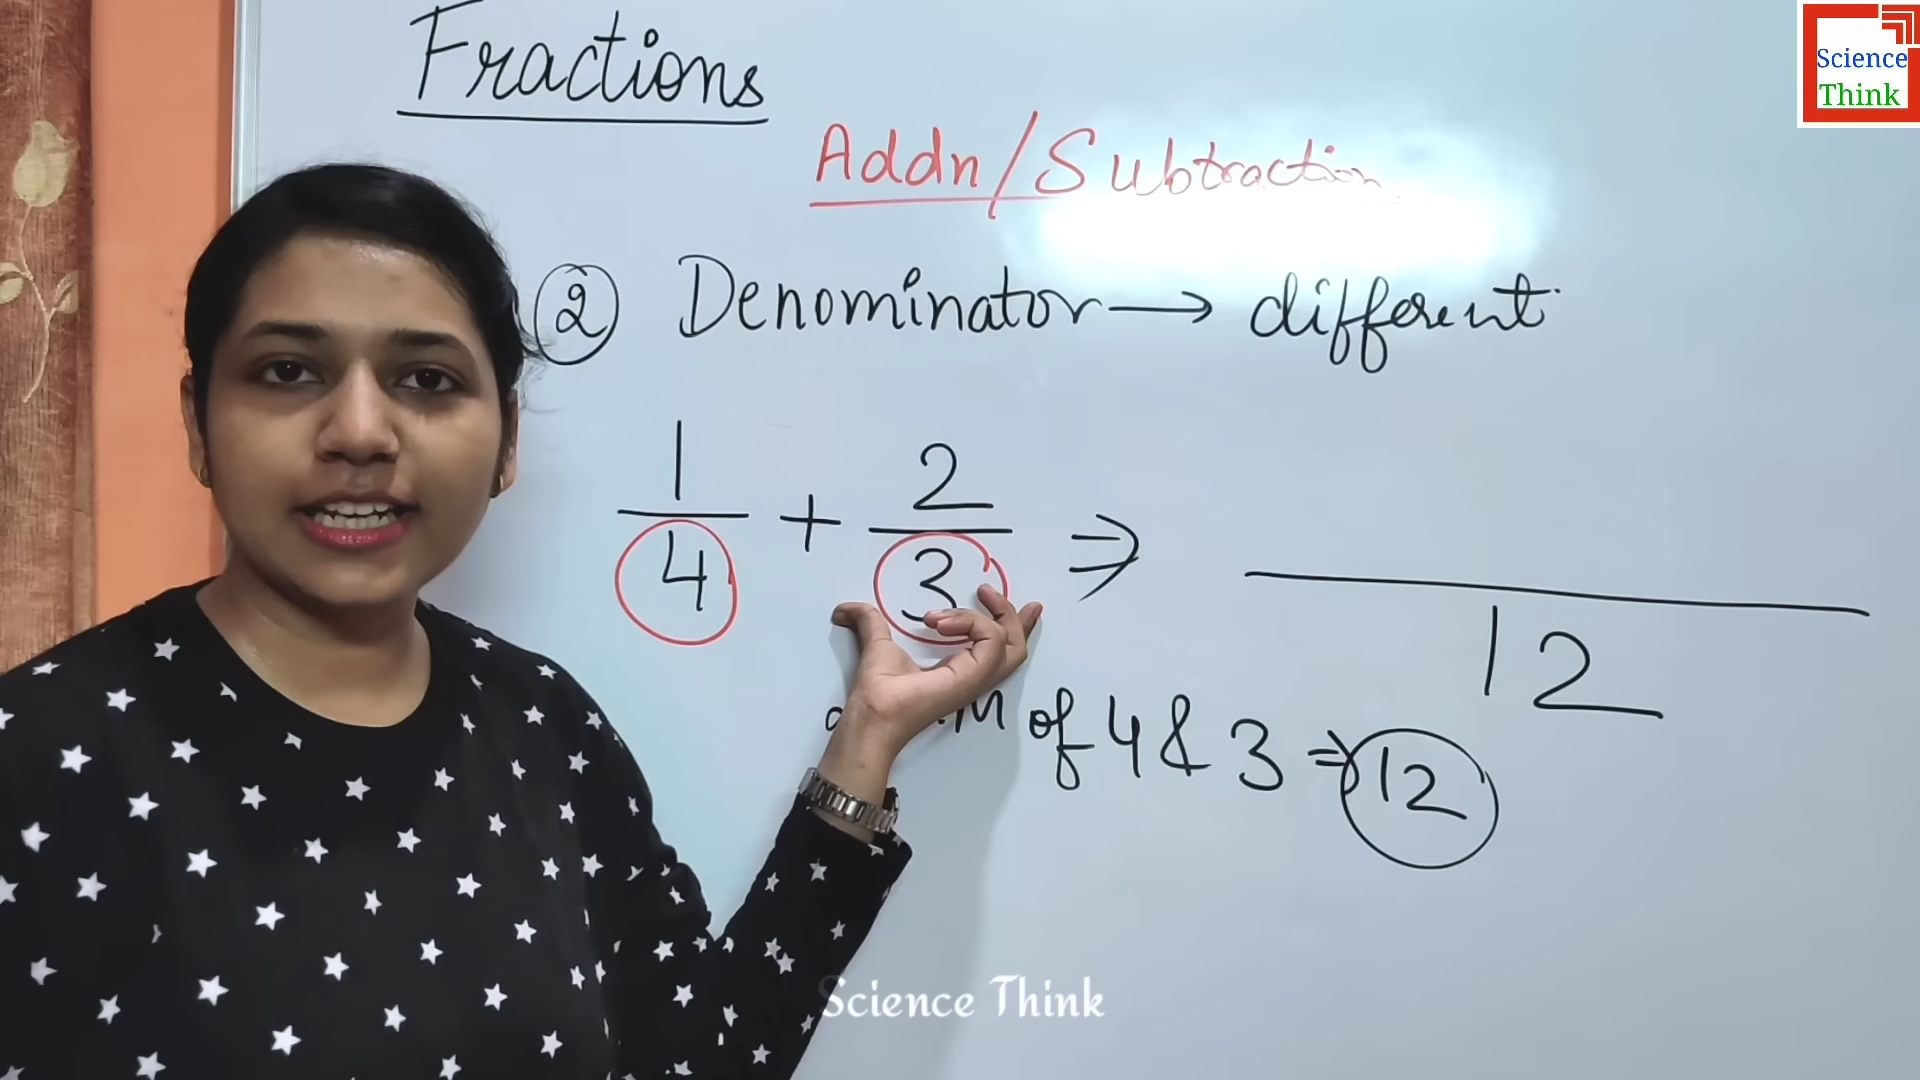 Fractions
Science
Think
Addn/Subtraction
② Denominator → different
1/4 + 2/3 ⇒ /12
of 4 & 3 ⇒ 12
Science Think